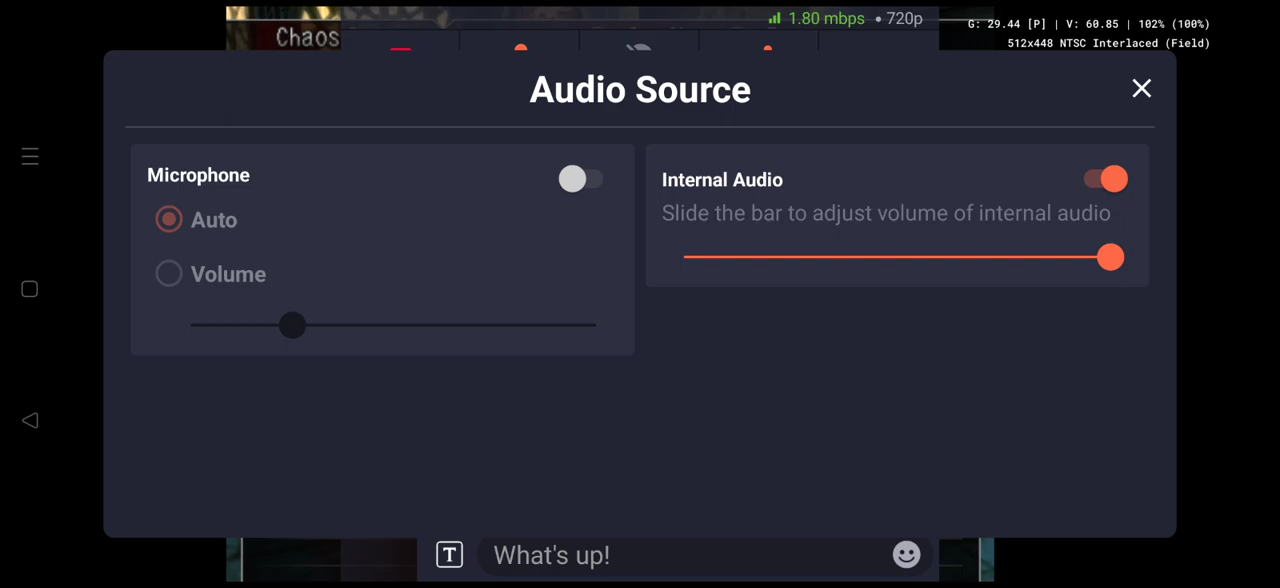 Chaos
1.80 mbps • 720p
G: 29.44 [P] | V: 60.85 | 102% (100%)
512x448 NTSC Interlaced (Field)
Audio Source
Microphone
Auto
Volume
Internal Audio
Slide the bar to adjust volume of internal audio
T
What's up!